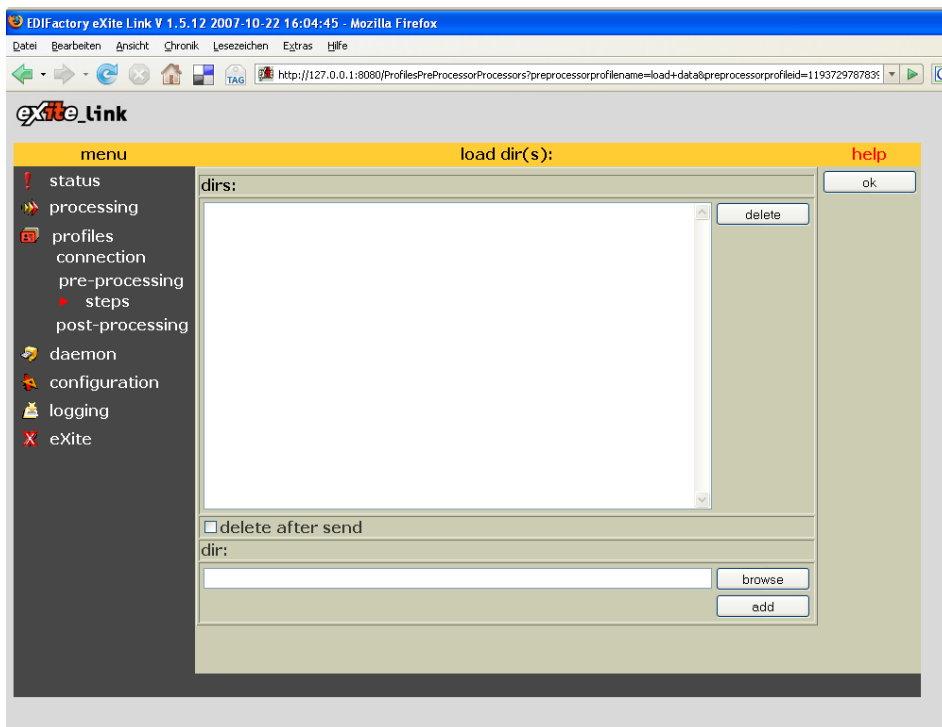 EDIFactory eXite Link V 1.5.12 2007-10-22 16:04:45 - Mozilla Firefox
Datei Bearbeiten Ansicht Chronik Lesezeichen Extras Hilfe
TAG http://127.0.0.1:8080/ProfilesPreProcessorProcessors?preprocessorprofilename=load+data&preprocessorprofileid=119372978783
eXite_Link
menu load dir(s): help
status
dirs:
ok
processing
delete
profiles
connection
pre-processing
steps
post-processing
daemon
configuration
logging
eXite
delete after send
dir:
browse
add